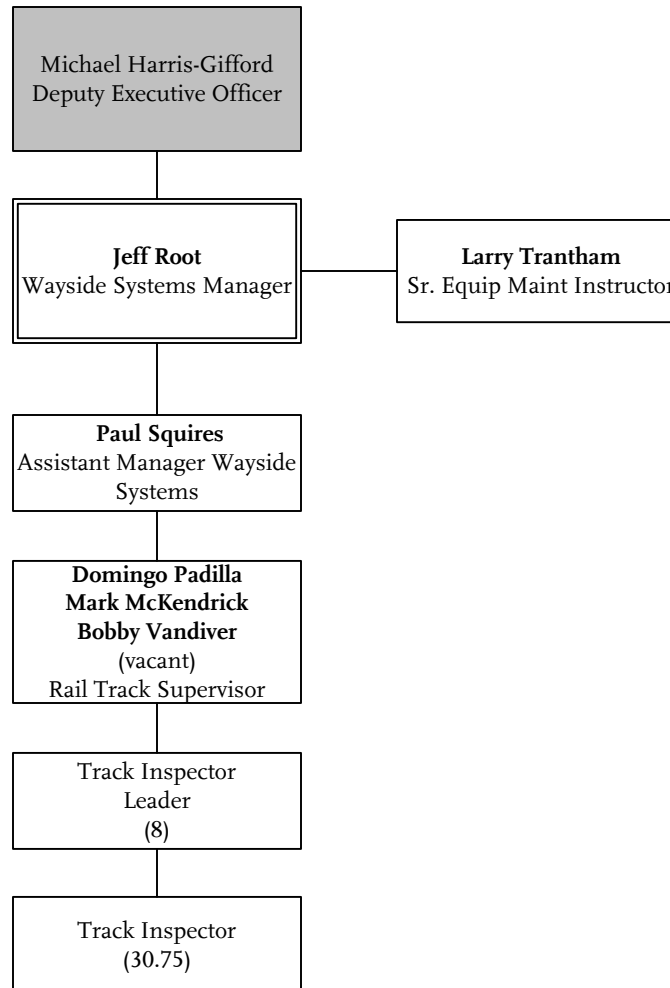 Michael Harris-Gifford
Deputy Executive Officer
Jeff Root
Wayside Systems Manager
Larry Trantham
Sr. Equip Maint Instructor
Paul Squires
Assistant Manager Wayside
Systems
Domingo Padilla
Mark McKendrick
Bobby Vandiver
(vacant)
Rail Track Supervisor
Track Inspector
Leader
(8)
Track Inspector
(30.75)